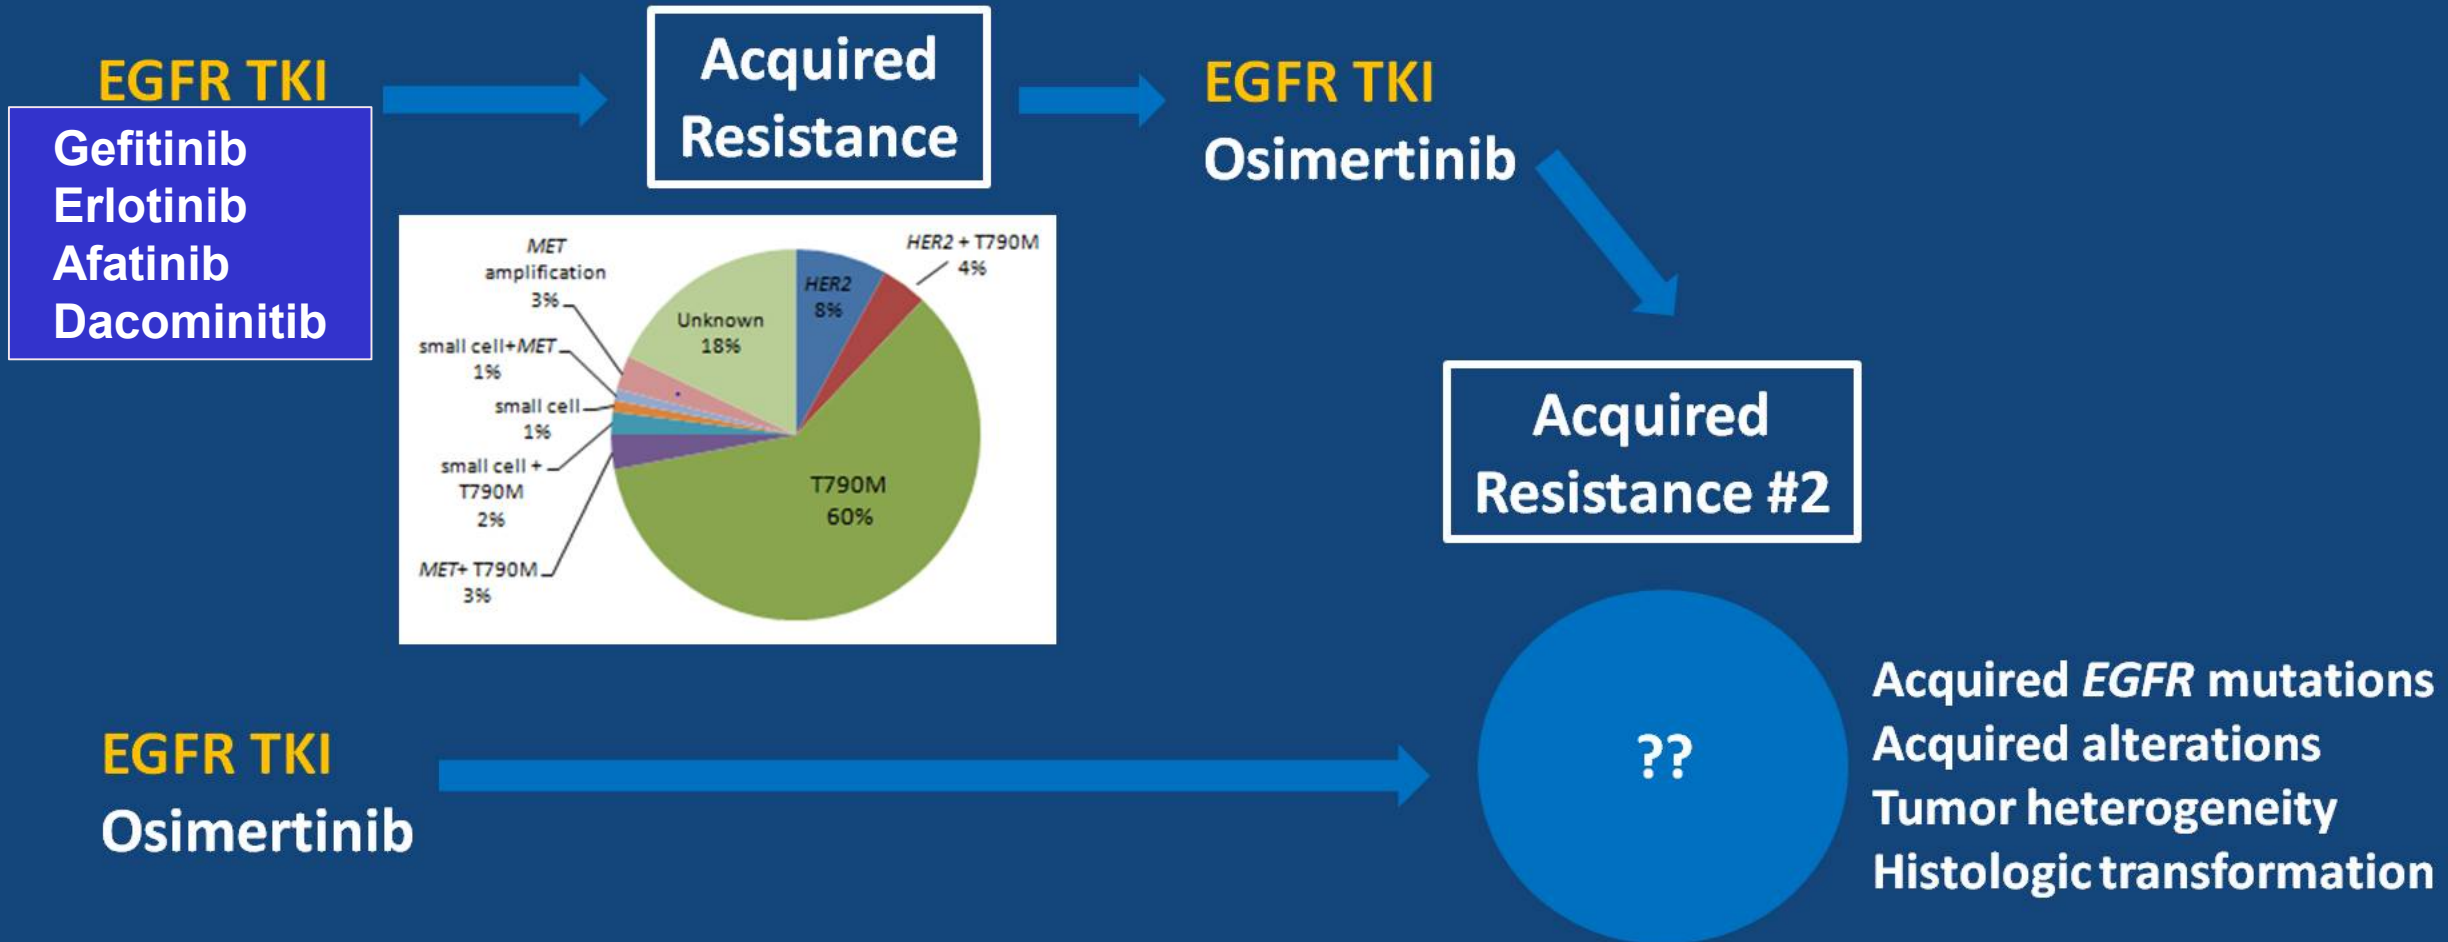 EGFR TKI
Gefitinib
Erlotinib
Afatinib
Dacominitib
Acquired
Resistance
EGFR TKI
Osimertinib
MET
amplification
3%
small cell+MET
1%
small cell
1%
small cell +
T790M
2%
MET+ T790M
3%
Unknown
18%
HER2
8%
HER2 + T790M
4%
T790M
60%
Acquired
Resistance #2
EGFR TKI
Osimertinib
??
Acquired EGFR mutations
Acquired alterations
Tumor heterogeneity
Histologic transformation